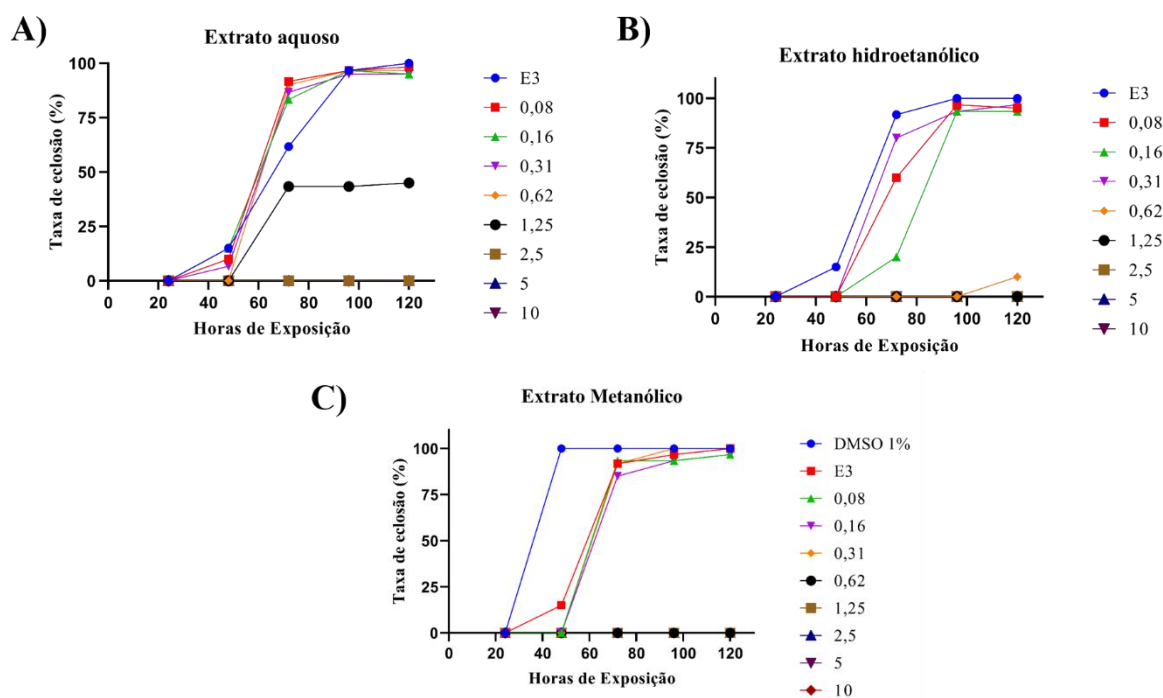 A)
Extrato aquoso
Taxa de eclosão (%)
100
75
50
25
0
0 20 40 60 80 100 120
Horas de Exposição
E3
0,08
0,16
0,31
0,62
1,25
2,5
5
10
B)
Extrato hidroetanólico
Taxa de eclosão (%)
100
75
50
25
0
0 20 40 60 80 100 120
Horas de Exposição
E3
0,08
0,16
0,31
0,62
1,25
2,5
5
10
C)
Extrato Metanólico
Taxa de eclosão (%)
100
75
50
25
0
0 20 40 60 80 100 120
Horas de Exposição
DMSO 1%
E3
0,08
0,16
0,31
0,62
1,25
2,5
5
10